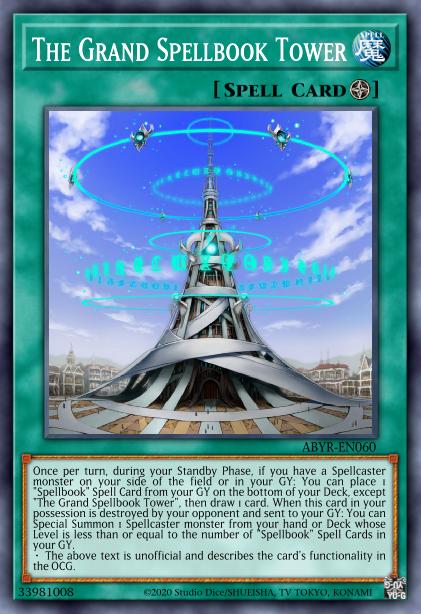 THE GRAND SPELLBOOK TOWER
SPELL
魔
[SPELL CARD]
ABYR-EN060
Once per turn, during your Standby Phase, if you have a Spellcaster
monster on your side of the field or in your GY: You can place 1
"Spellbook" Spell Card from your GY on the bottom of your Deck, except
"The Grand Spellbook Tower", then draw 1 card. When this card in your
possession is destroyed by your opponent and sent to your GY: You can
Special Summon 1 Spellcaster monster from your hand or Deck whose
Level is less than or equal to the number of "Spellbook" Spell Cards in
your GY.
• The above text is unofficial and describes the card's functionality in
the OCG.
33981008
©2020 Studio Dice/SHUEISHA, TV TOKYO, KONAMI